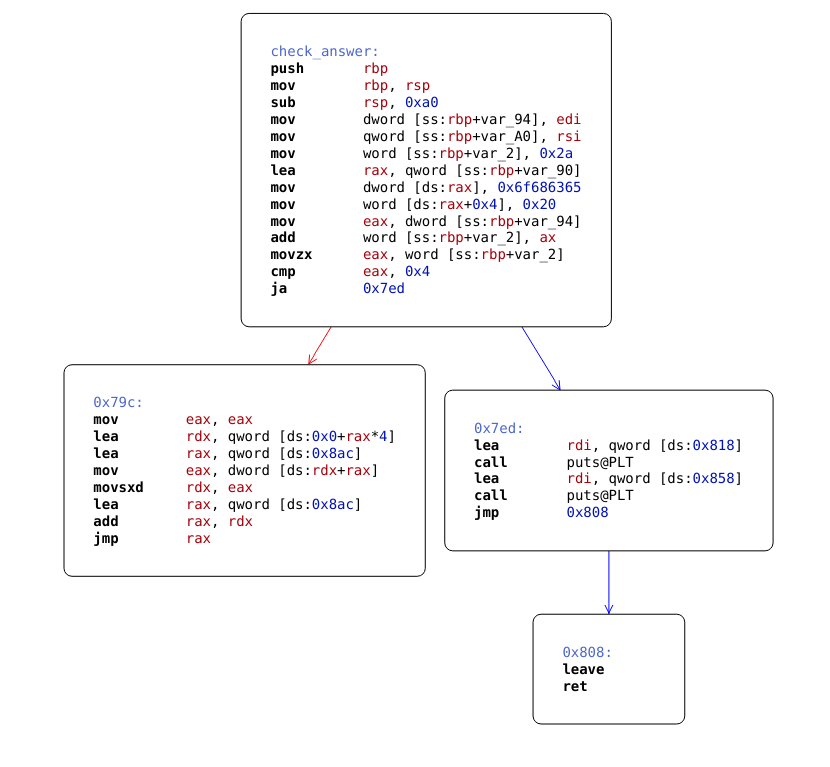 check_answer:
push rbp
mov rbp, rsp
sub rsp, 0xa0
mov dword [ss:rbp+var_94], edi
mov qword [ss:rbp+var_A0], rsi
mov word [ss:rbp+var_2], 0x2a
lea rax, qword [ss:rbp+var_90]
mov dword [ds:rax], 0x6f686365
mov word [ds:rax+0x4], 0x20
mov eax, dword [ss:rbp+var_94]
add word [ss:rbp+var_2], ax
movzx eax, word [ss:rbp+var_2]
cmp eax, 0x4
ja 0x7ed
0x79c:
mov eax, eax
lea rdx, qword [ds:0x0+rax*4]
lea rax, qword [ds:0x8ac]
mov eax, dword [ds:rdx+rax]
movsxd rdx, eax
lea rax, qword [ds:0x8ac]
add rax, rdx
jmp rax
0x7ed:
lea rdi, qword [ds:0x818]
call puts@PLT
lea rdi, qword [ds:0x858]
call puts@PLT
jmp 0x808
0x808:
leave
ret